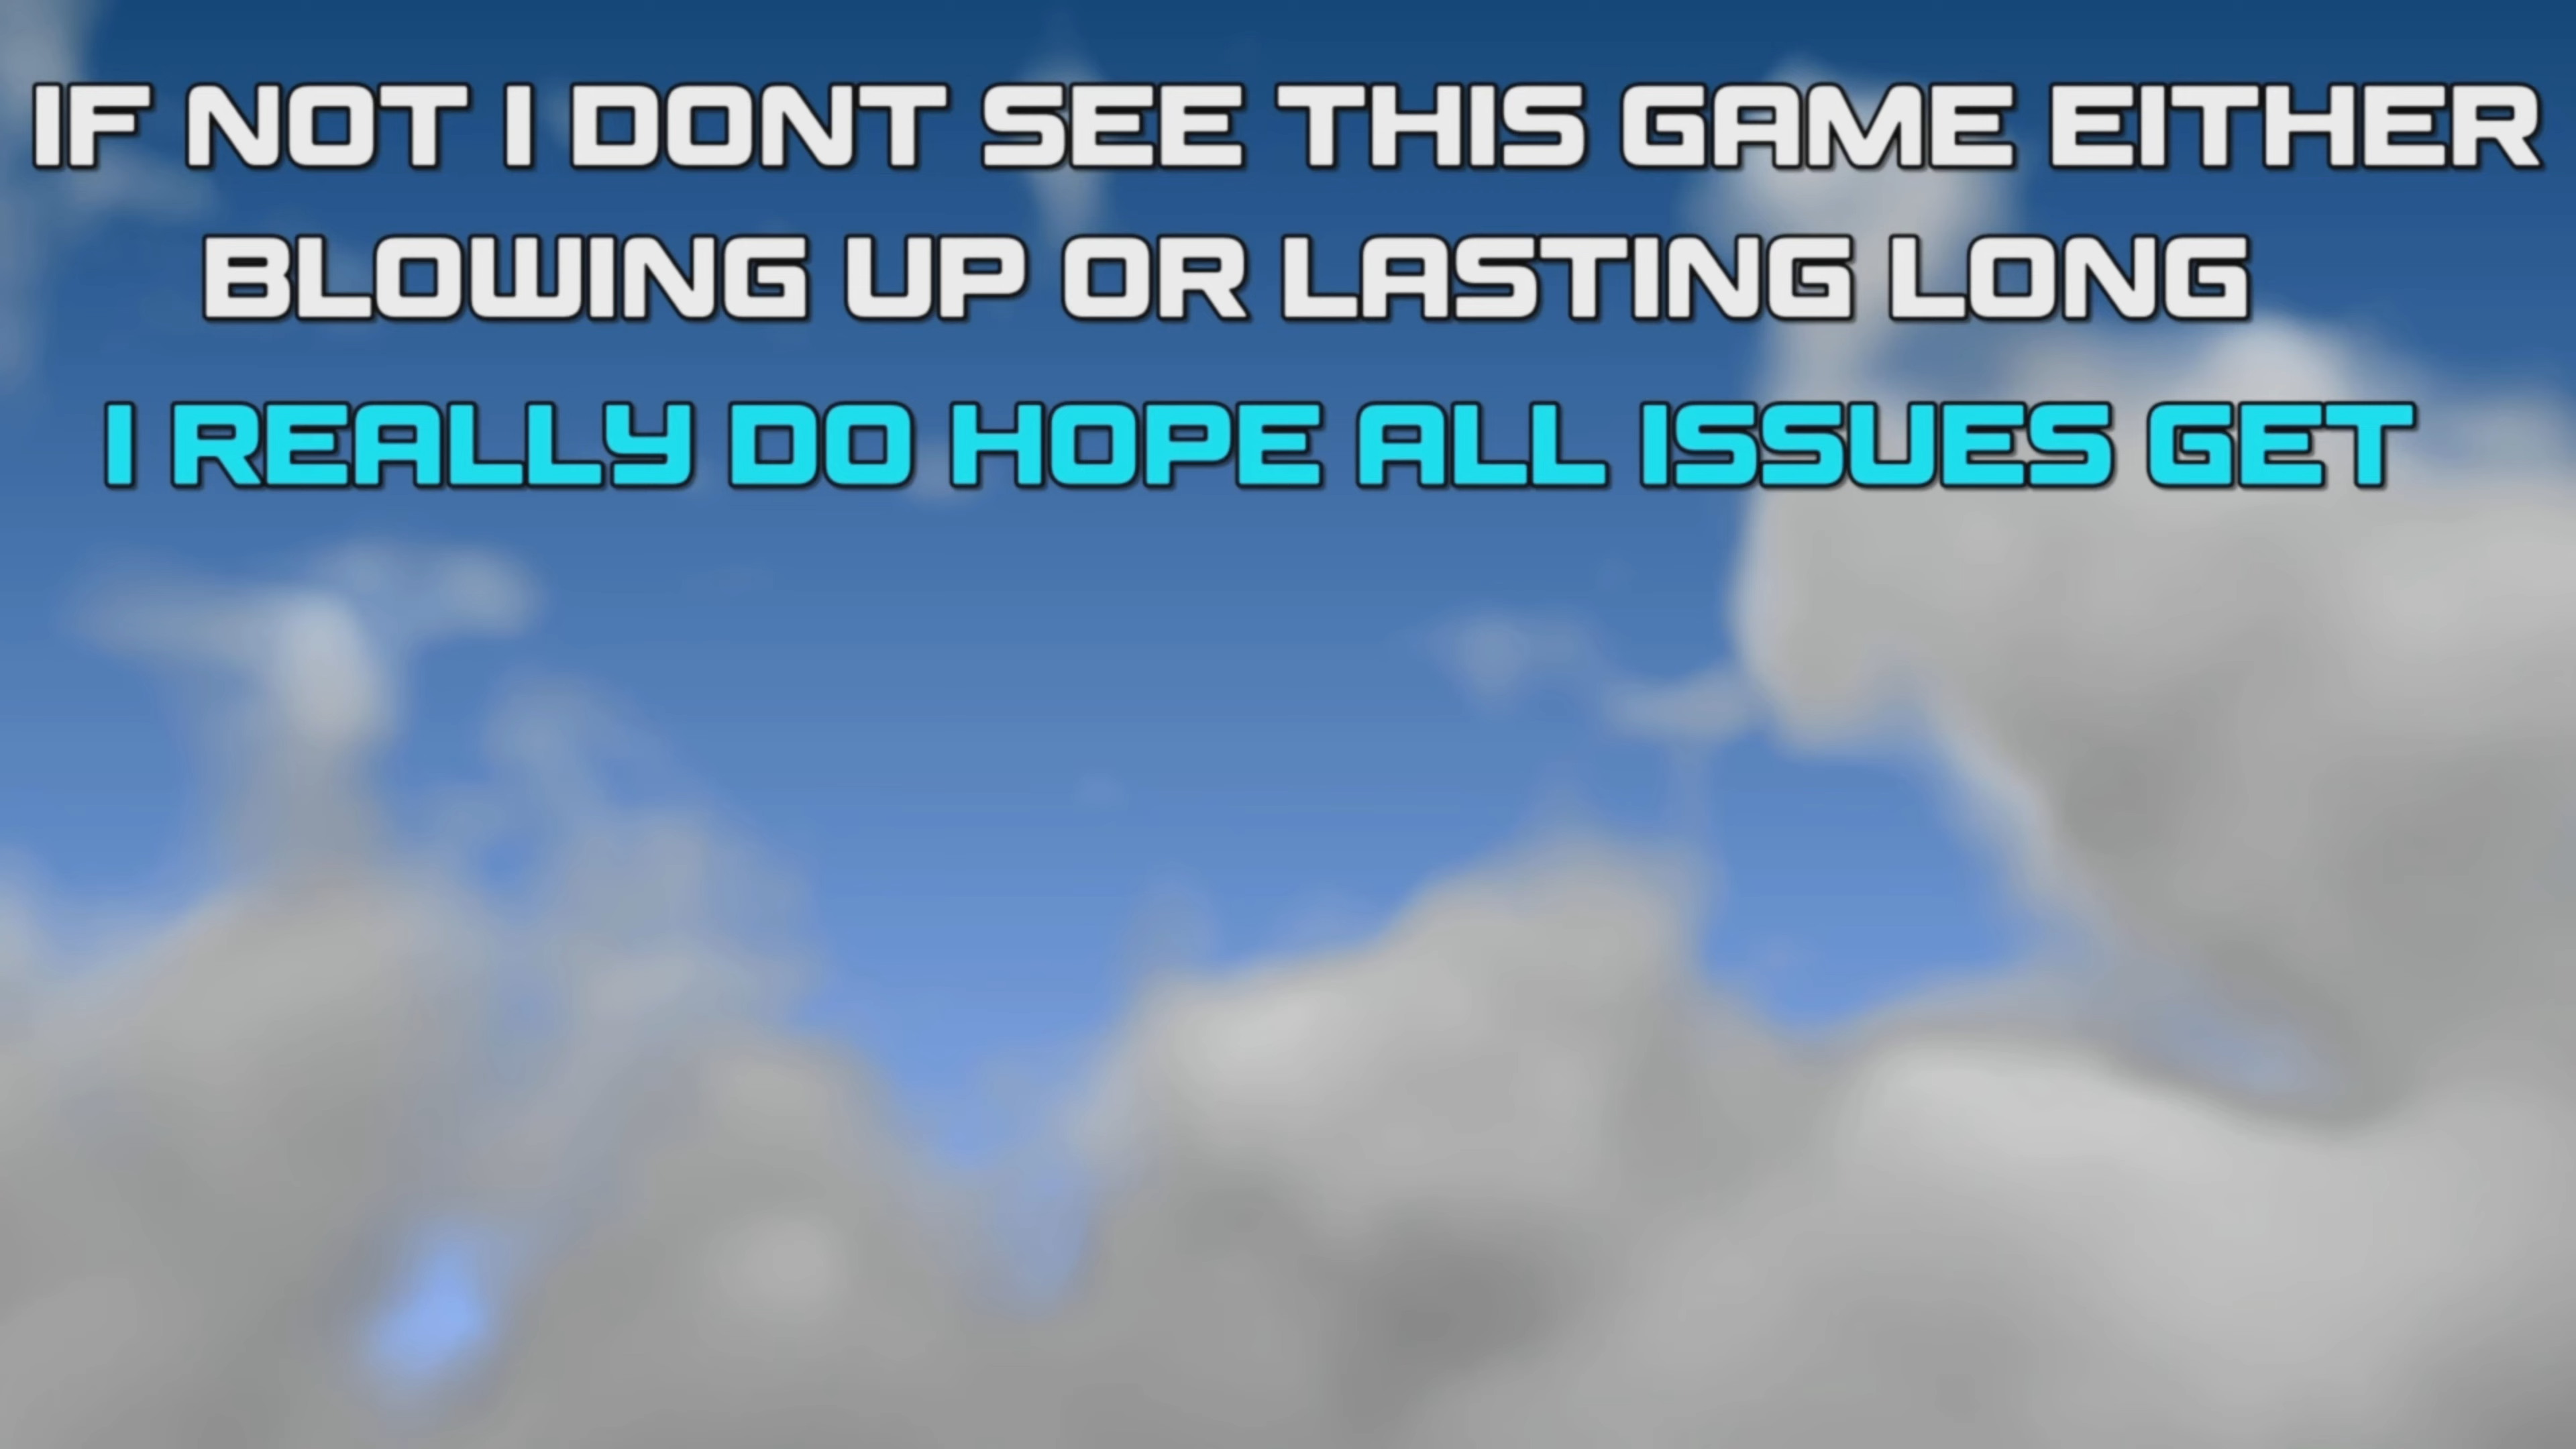 IF NOT I DONT SEE THIS GAME EITHER
BLOWING UP OR LASTING LONG
I REALLY DO HOPE ALL ISSUES GET